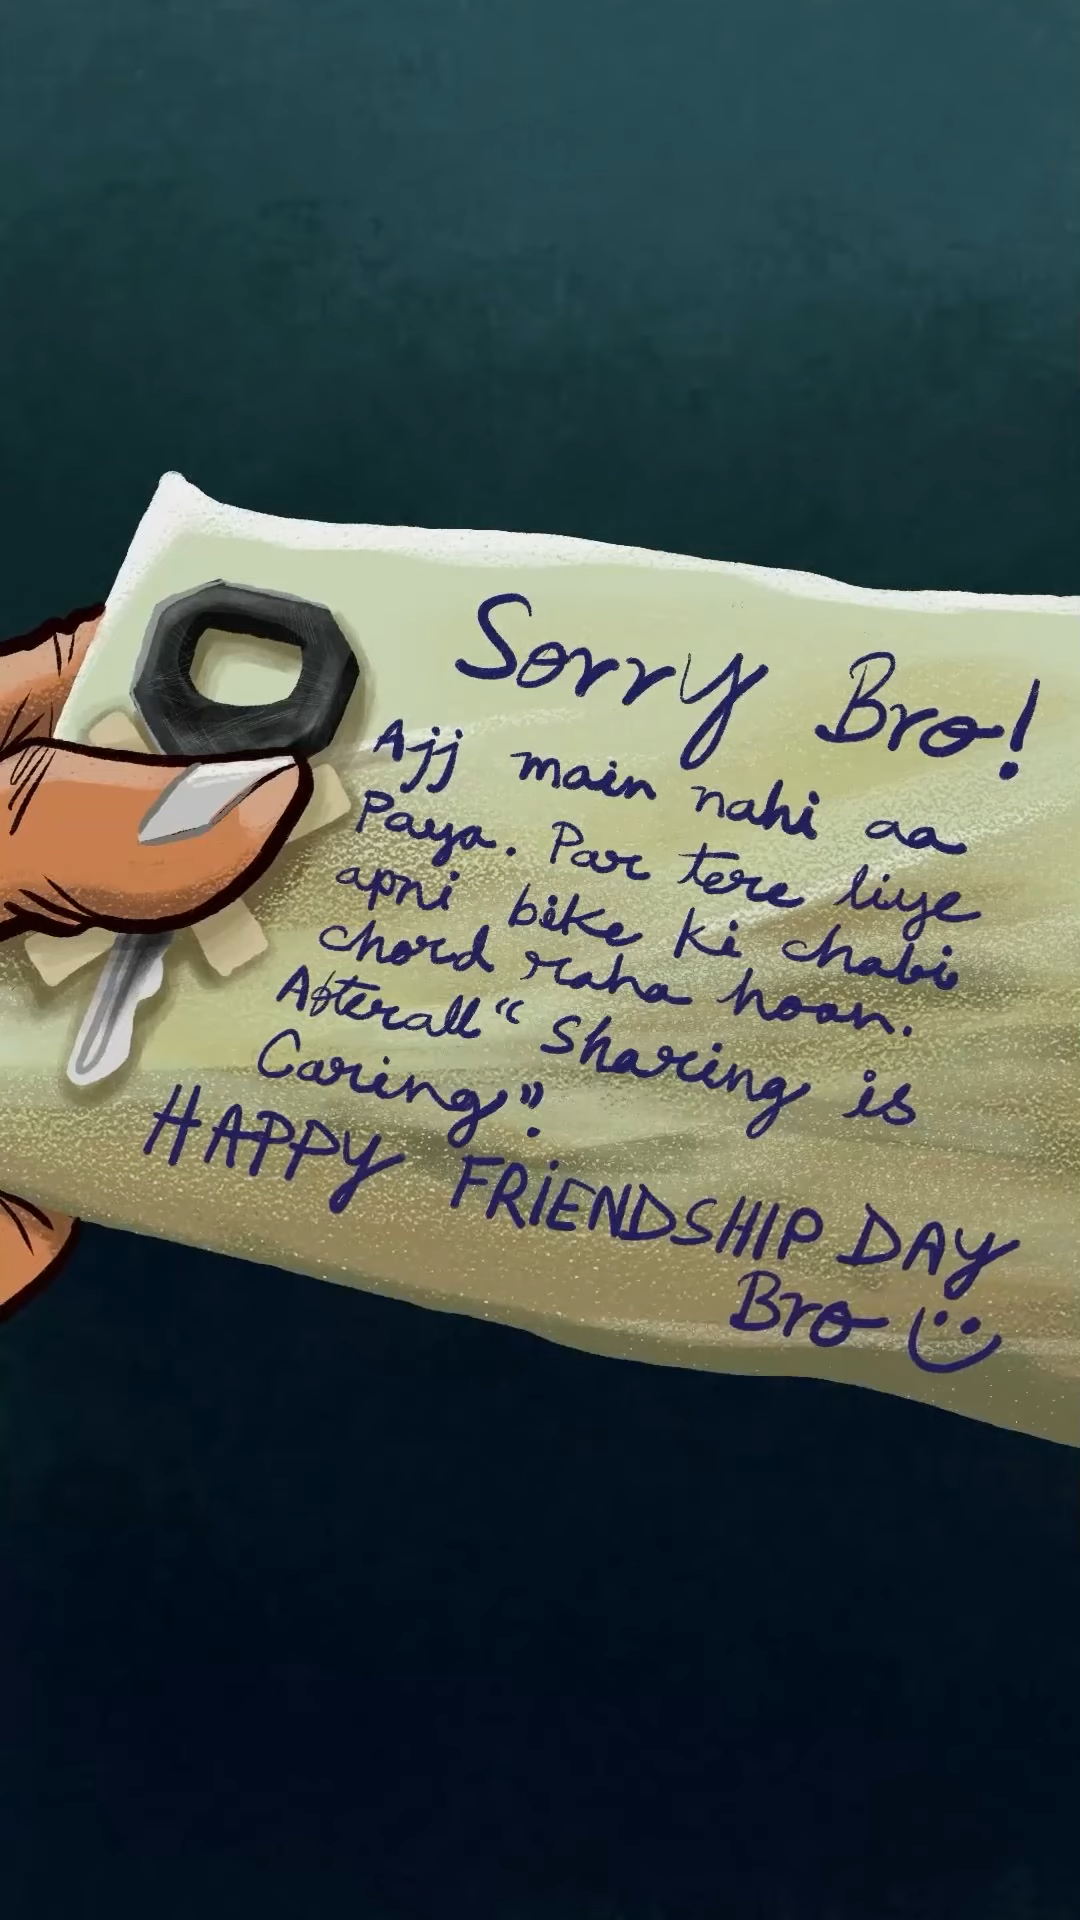 Sorry Bro!
Ajj main nahi aa
Paya. Par tere liye
apni bike ki chabi
chord raha hoon.
Afterall “Sharing is
Caring”.
HAPPY FRIENDSHIP DAY
Bro